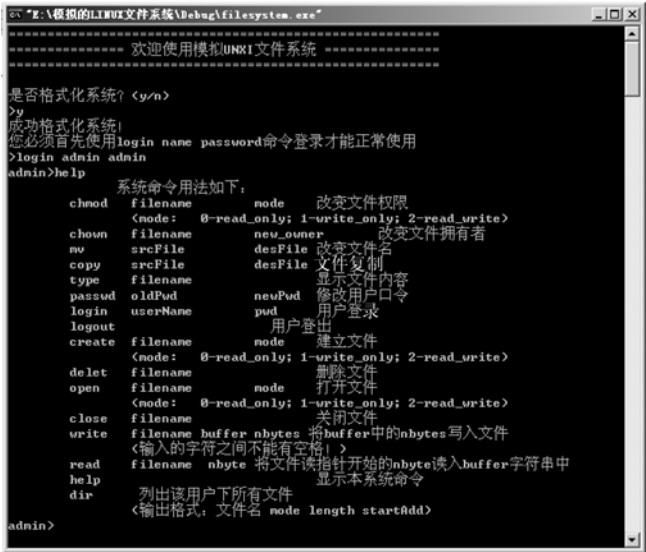 "E:\模拟的LINUX文件系统\Debug\filesystem.exe"
=====================================================
=============== 欢迎使用模拟UNXI文件系统 ===============
=====================================================
是否格式化系统? (y/n)
>y
成功格式化系统!
您必须首先使用login name password命令登录才能正常使用
>login admin admin
admin>help
系统命令用法如下:
chmod filename mode 改变文件权限
(mode: 0-read_only; 1-write_only; 2-read_write)
chown filename new_owner 改变文件拥有者
mv srcFile desFile 改变文件名
copy srcFile desFile 文件复制
type filename 显示文件内容
passwd oldPwd newPwd 修改用户口令
login userName pwd 用户登录
logout 用户登出
create filename mode 建立文件
(mode: 0-read_only; 1-write_only; 2-read_write)
delet filename 删除文件
open filename mode 打开文件
(mode: 0-read_only; 1-write_only; 2-read_write)
close filename 关闭文件
write filename buffer nbytes 将buffer中的nbytes写入文件
(输入的字符之间不能有空格! )
read filename nbyte 将文件读指针开始的nbyte读入buffer字符串中
help 显示本系统命令
dir 列出该用户下所有文件
(输出格式: 文件名 mode length startAdd)
admin>